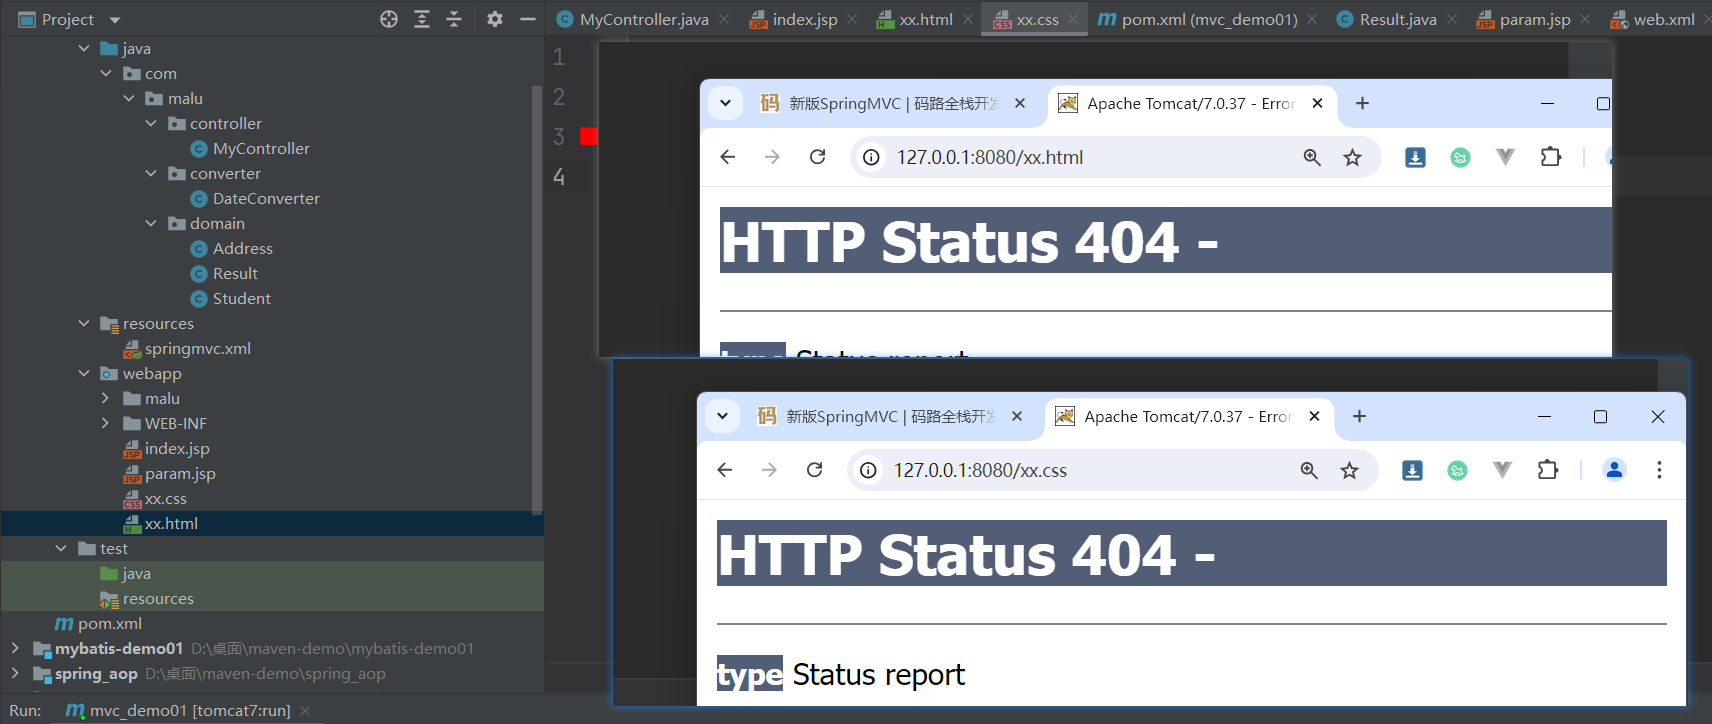 Project
MyController.java
index.jsp
xx.html
xx.css
pom.xml (mvc_demo01)
Result.java
param.jsp
web.xml
java
com
malu
controller
MyController
converter
DateConverter
domain
Address
Result
Student
resources
springmvc.xml
webapp
malu
WEB-INF
index.jsp
param.jsp
xx.css
xx.html
test
java
resources
pom.xml
mybatis-demo01 D:\桌面\maven-demo\mybatis-demo01
spring_aop D:\桌面\maven-demo\spring_aop
Run: mvc_demo01 [tomcat7:run]
1
2
3
4
新版SpringMVC | 码路全栈开发
Apache Tomcat/7.0.37 - Error
127.0.0.1:8080/xx.html
HTTP Status 404 -
type Status report
新版SpringMVC | 码路全栈开发
Apache Tomcat/7.0.37 - Error
127.0.0.1:8080/xx.css
HTTP Status 404 -
type Status report